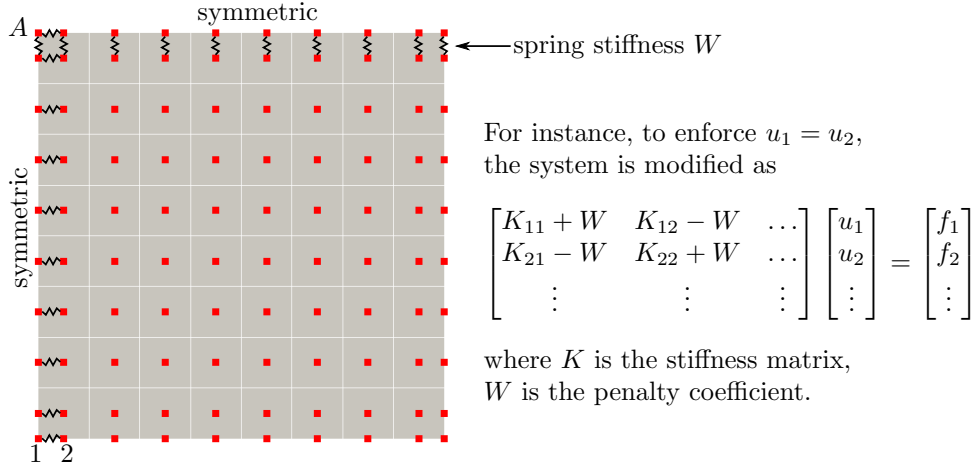 symmetric
A
spring stiffness W
symmetric
For instance, to enforce u₁ = u₂,
the system is modified as
[K₁₁ + W K₁₂ − W …] [u₁] [f₁]
[K₂₁ − W K₂₂ + W …] [u₂] = [f₂]
[⋮ ⋮ ⋮] [⋮] [⋮]
where K is the stiffness matrix,
W is the penalty coefficient.
1 2